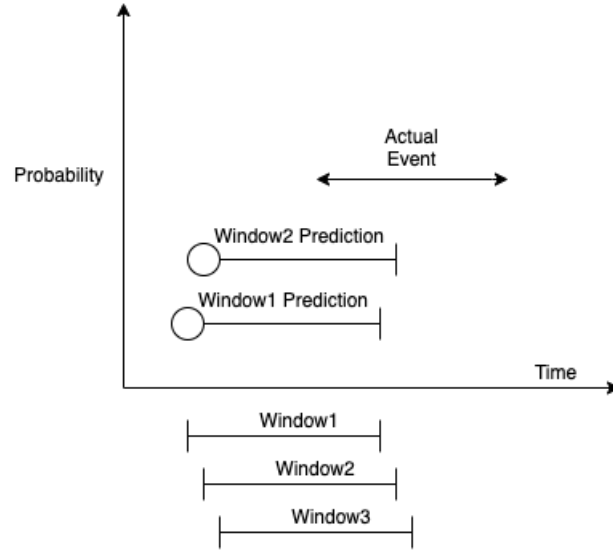 Actual
Event
Probability
Window2 Prediction
Window1 Prediction
Time
Window1
Window2
Window3